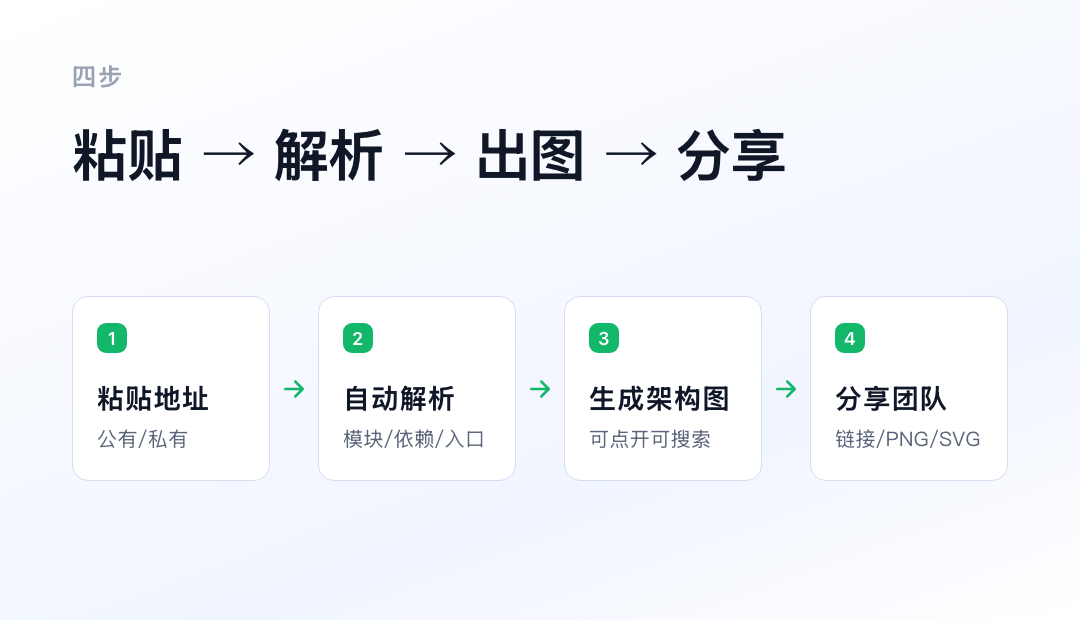 四步
粘贴 → 解析 → 出图 → 分享
1
粘贴地址
公有/私有
→
2
自动解析
模块/依赖/入口
→
3
生成架构图
可点开可搜索
→
4
分享团队
链接/PNG/SVG